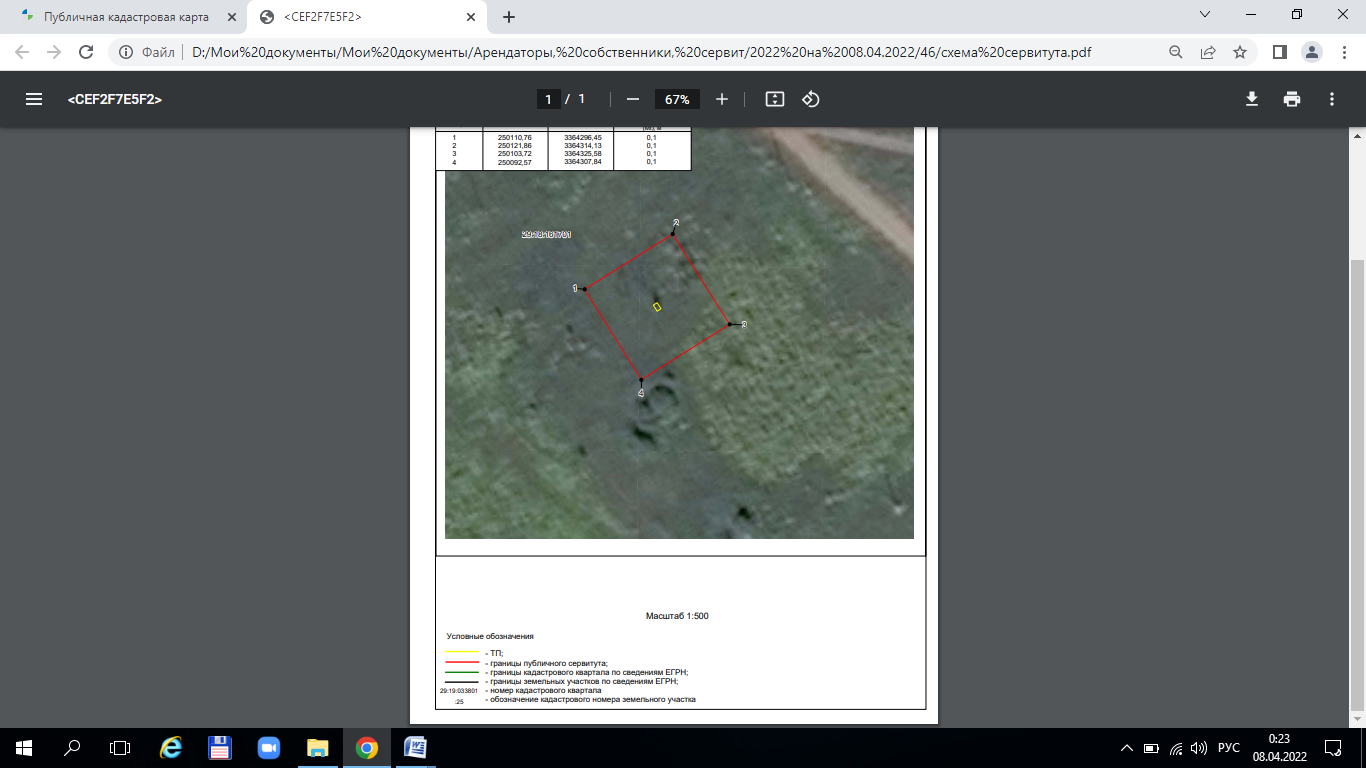 Публичная кадастровая карта
<CEF2F7E5F2>
Файл
D:/Мои%20документы/Мои%20документы/Арендаторы,%20собственники,%20сервит/2022%20на%2008.04.2022/46/схема%20сервитута.pdf
<CEF2F7E5F2>
1 / 1
67%
1 250110,76 3364296,45 0,1
2 250121,86 3364314,13 0,1
3 250103,72 3364325,58 0,1
4 250092,57 3364307,84 0,1
2
1
3
4
Масштаб 1:500
Условные обозначения
- ТП;
- границы публичного сервитута;
- границы кадастрового квартала по сведениям ЕГРН;
- границы земельных участков по сведениям ЕГРН;
29:19:033801 - номер кадастрового квартала
:25 - обозначение кадастрового номера земельного участка
РУС
0:23
08.04.2022